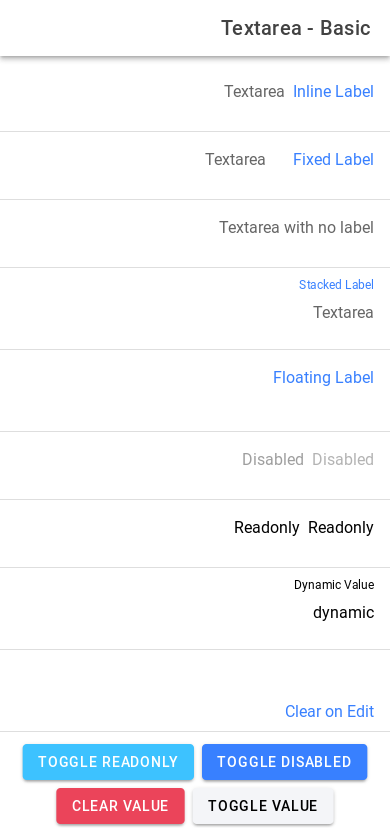 Textarea - Basic
Inline Label Textarea
Fixed Label Textarea
Textarea with no label
Stacked Label
Textarea
Floating Label
Disabled Disabled
Readonly Readonly
Dynamic Value
dynamic
Clear on Edit
TOGGLE READONLY TOGGLE DISABLED
CLEAR VALUE TOGGLE VALUE